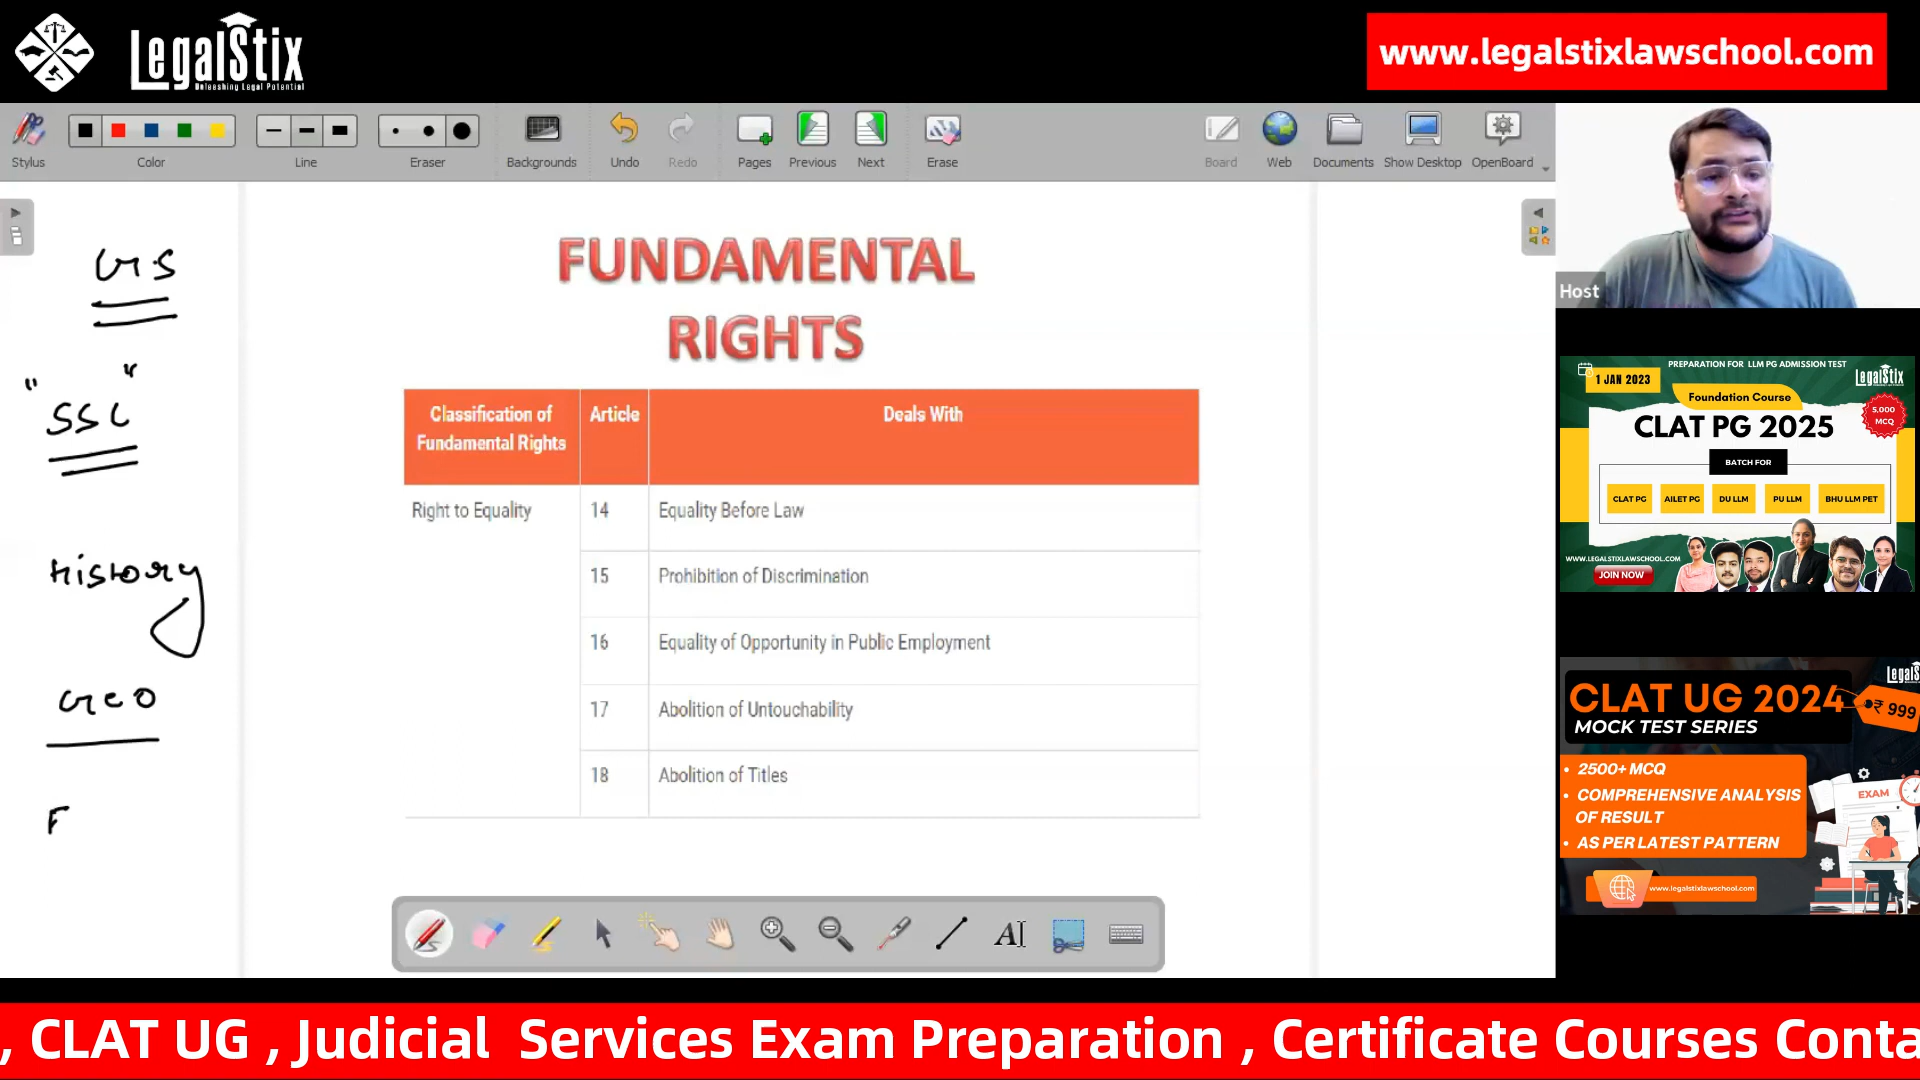 LegalStix
Unleashing Legal Potential
www.legalstixlawschool.com
Stylus
Color
Line
Eraser
Backgrounds
Undo
Redo
Pages
Previous
Next
Erase
Board
Web
Documents
Show Desktop
OpenBoard
"SSC"
History
Geo
F
FUNDAMENTAL
RIGHTS
Classification of Fundamental Rights Article Deals With
Right to Equality 14 Equality Before Law
15 Prohibition of Discrimination
16 Equality of Opportunity in Public Employment
17 Abolition of Untouchability
18 Abolition of Titles
Host
PREPARATION FOR LLM PG ADMISSION TEST
1 JAN 2023
LegalStix
Foundation Course
CLAT PG 2025
5,000
MCQ
BATCH FOR
CLAT PG
AILET PG
DU LLM
PU LLM
BHU LLM PET
WWW.LEGALSTIXLAWSCHOOL.COM
JOIN NOW
LegalS
CLAT UG 2024
₹ 999
MOCK TEST SERIES
• 2500+ MCQ
• COMPREHENSIVE ANALYSIS
OF RESULT
• AS PER LATEST PATTERN
EXAM
www.legalstixlawschool.com
, CLAT UG , Judicial Services Exam Preparation , Certificate Courses Conta